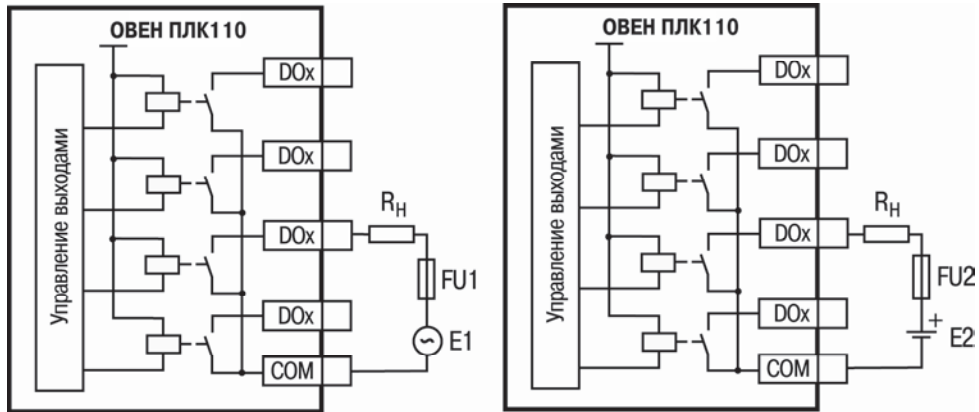 ОВЕН ПЛК110
Управление выходами
DOx
DOx
DOx
DOx
COM
RН
FU1
E1
ОВЕН ПЛК110
Управление выходами
DOx
DOx
DOx
DOx
COM
RН
FU2
+
E2